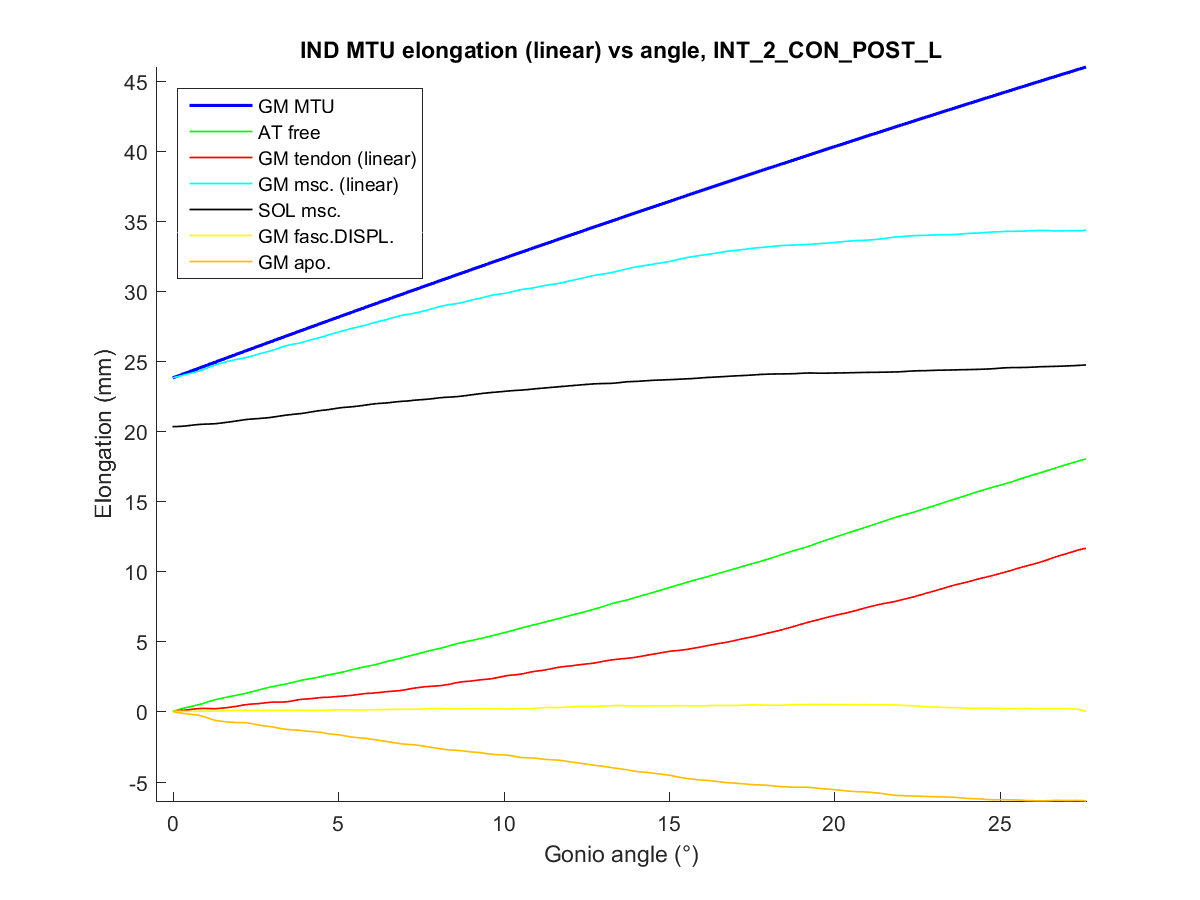 IND MTU elongation (linear) vs angle, INT_2_CON_POST_L
GM MTU
AT free
GM tendon (linear)
GM msc. (linear)
SOL msc.
GM fasc.DISPL.
GM apo.
Elongation (mm)
45
40
35
30
25
20
15
10
5
0
-5
0 5 10 15 20 25
Gonio angle (°)